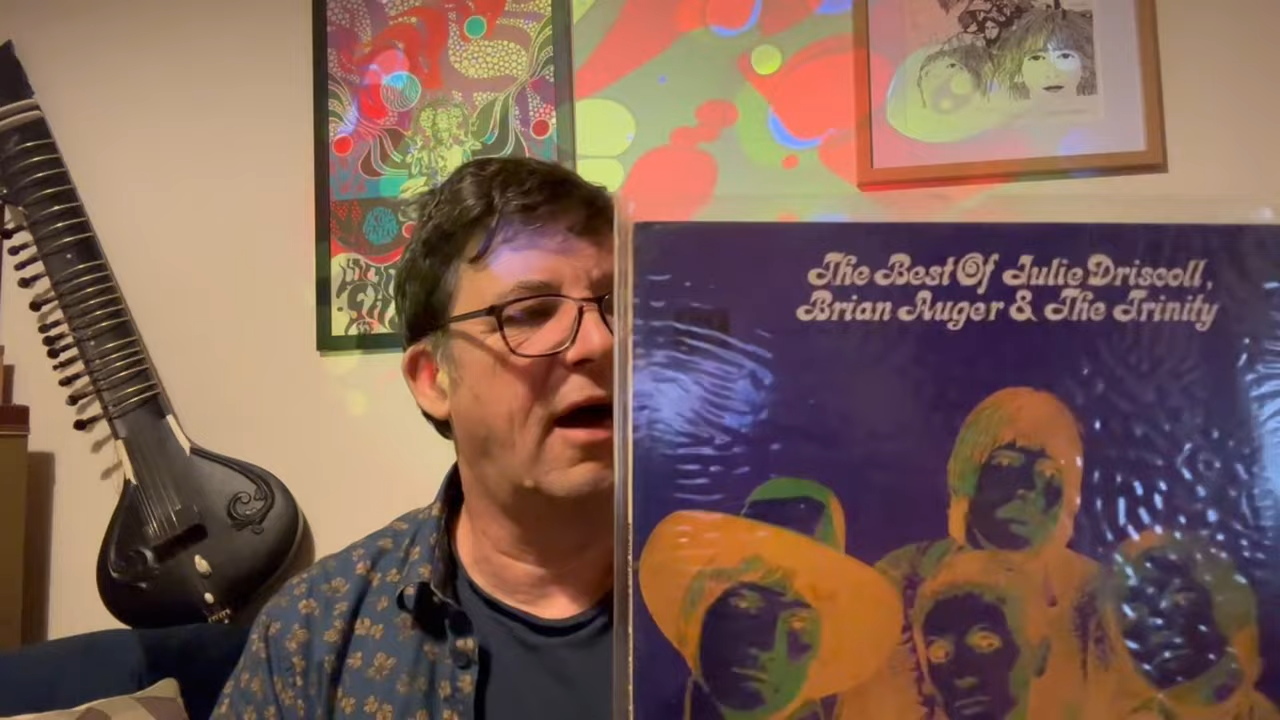 The Best Of Julie Driscoll,
Brian Auger & The Trinity